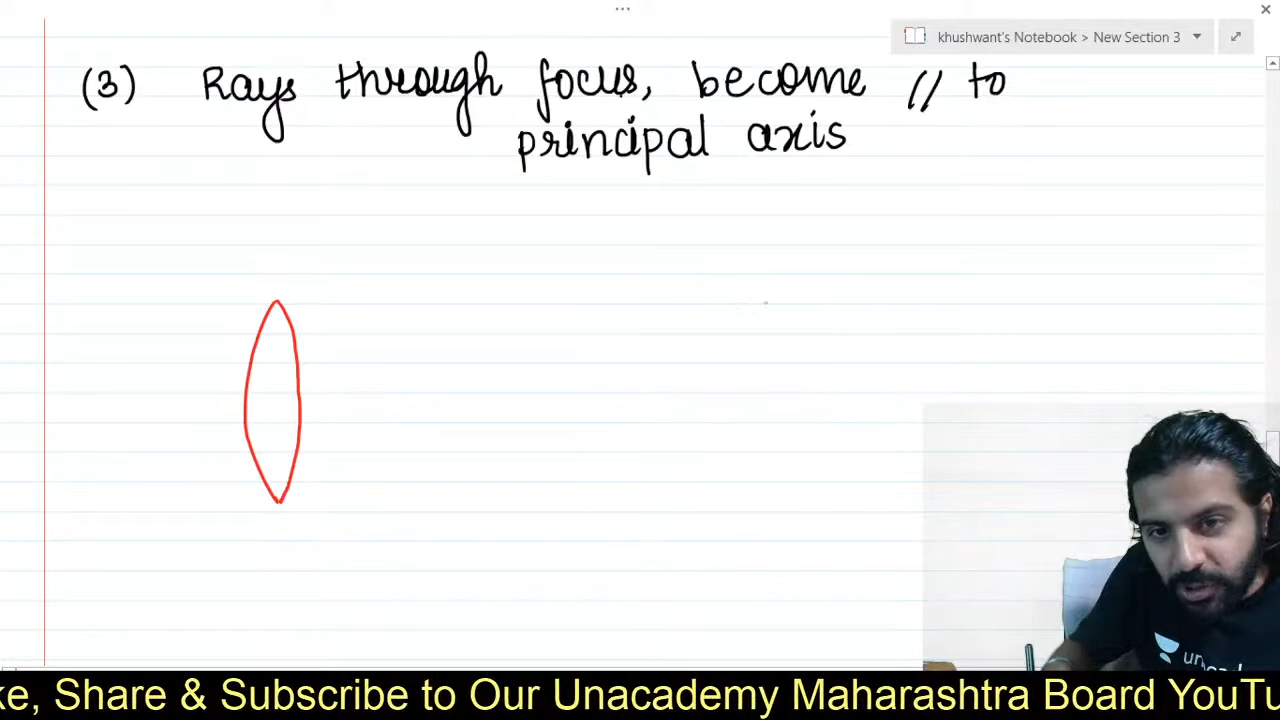 ...
khushwant's Notebook > New Section 3
(3) Rays through focus, become // to
principal axis
ke, Share & Subscribe to Our Unacademy Maharashtra Board YouTu